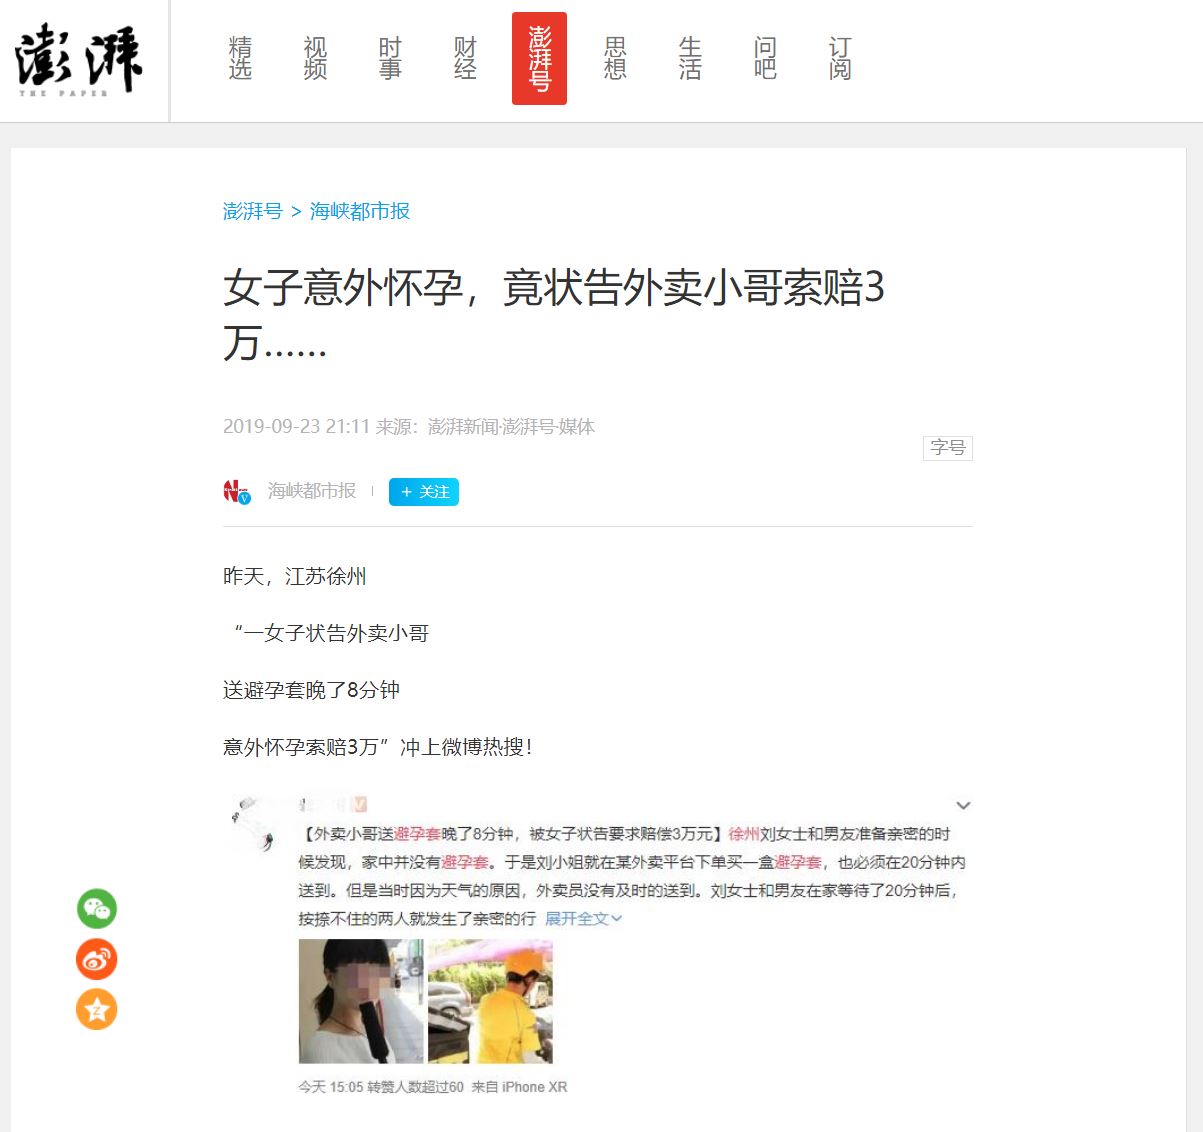 澎湃
THE PAPER
精选
视频
时事
财经
澎湃号
思想
生活
问吧
订阅
澎湃号 > 海峡都市报
女子意外怀孕，竟状告外卖小哥索赔3
万……
2019-09-23 21:11 来源：澎湃新闻·澎湃号·媒体
字号
海峡都市报
+ 关注
昨天，江苏徐州
“一女子状告外卖小哥
送避孕套晚了8分钟
意外怀孕索赔3万”冲上微博热搜！
【外卖小哥送避孕套晚了8分钟，被女子状告要求赔偿3万元】徐州刘女士和男友准备亲密的时
候发现，家中并没有避孕套。于是刘小姐就在某外卖平台下单买一盒避孕套，也必须在20分钟内
送到。但是当时因为天气的原因，外卖员没有及时的送到。刘女士和男友在家等待了20分钟后，
按捺不住的两人就发生了亲密的行 展开全文
今天 15:05 转赞人数超过60 来自 iPhone XR